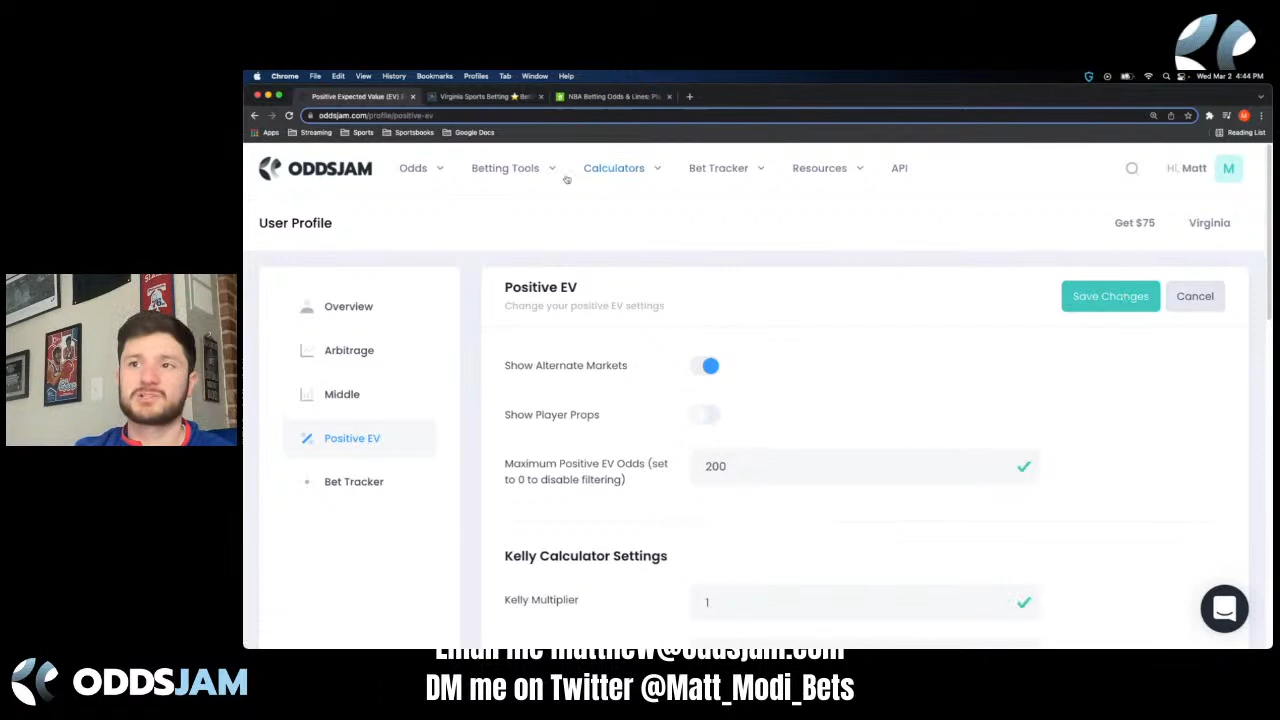 Chrome File Edit View History Bookmarks Profiles Tab Window Help Wed Mar 2 4:44 PM
Positive Expected Value (EV) Virginia Sports Betting NBA Betting Odds & Lines:
oddsjam.com/profile/positive-ev
Apps Streaming Sports Sportsbooks Google Docs Reading List
ODDSJAM Odds Betting Tools Calculators Bet Tracker Resources API Hi, Matt M
User Profile Get $75 Virginia
Overview
Arbitrage
Middle
Positive EV
Bet Tracker
Positive EV
Change your positive EV settings
Save Changes Cancel
Show Alternate Markets
Show Player Props
Maximum Positive EV Odds (set
to 0 to disable filtering)
200
Kelly Calculator Settings
Kelly Multiplier 1
Email me matthew@oddsjam.com
DM me on Twitter @Matt_Modi_Bets
ODDSJAM